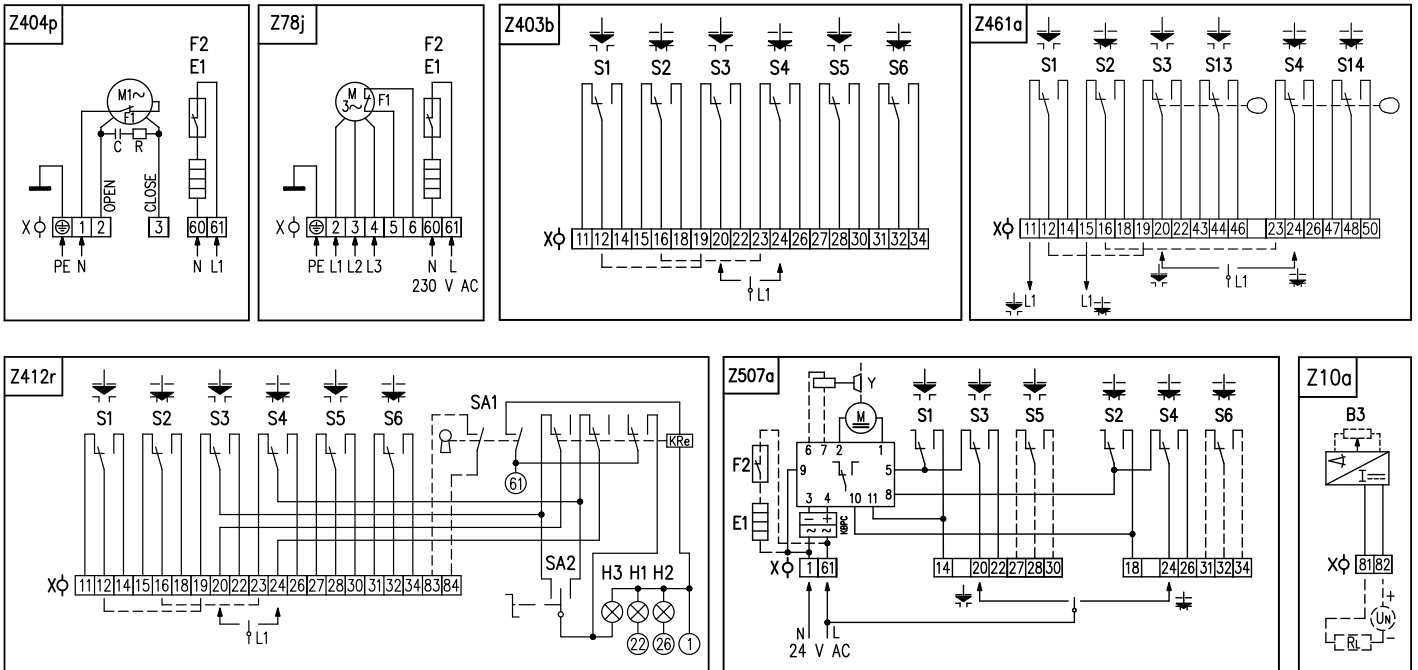 Z404p
F2
E1
M1~
F1
C R
OPEN
CLOSE
X 1 2 3 60 61
PE N N L1
Z78j
F2
E1
M
3~
F1
X 2 3 4 5 6 60 61
PE L1 L2 L3 N L
230 V AC
Z403b
S1 S2 S3 S4 S5 S6
X 11 12 14 15 16 18 19 20 22 23 24 26 27 28 30 31 32 34
L1
Z461a
S1 S2 S3 S13 S4 S14
X 11 12 14 15 16 18 19 20 22 43 44 46 23 24 26 47 48 50
L1 L1 L1
Z412r
S1 S2 S3 S4 S5 S6
SA1
KRe
61
SA2
H3 H1 H2
X 11 12 14 15 16 18 19 20 22 23 24 26 27 28 30 31 32 34 83 84
22 26 1
L1
Z507a
Y
M
S1 S3 S5 S2 S4 S6
6 7 2 1
F2
9 5
8
3 4 10 11
E1
− +
~ ~
KBPC
X 1 61 14 20 22 27 28 30 18 24 26 31 32 34
N L
24 V AC
Z10a
B3
I
X 81 82
+
UN
RL −